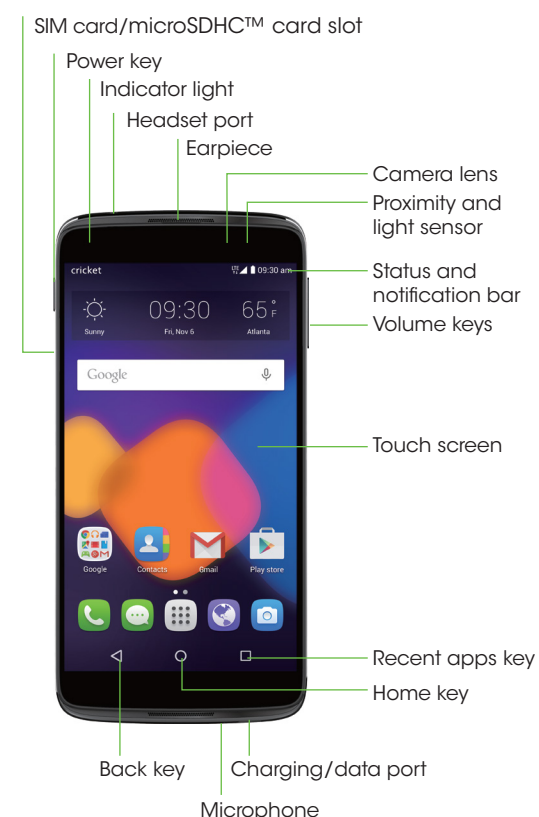 SIM card/microSDHC™ card slot
Power key
Indicator light
Headset port
Earpiece
Camera lens
Proximity and
light sensor
Status and
notification bar
Volume keys
Touch screen
Recent apps key
Home key
Back key
Charging/data port
Microphone
cricket
LTE
09:30 am
09:30
65°F
Sunny
Fri, Nov 6
Atlanta
Google
Google
Contacts
Gmail
Play store